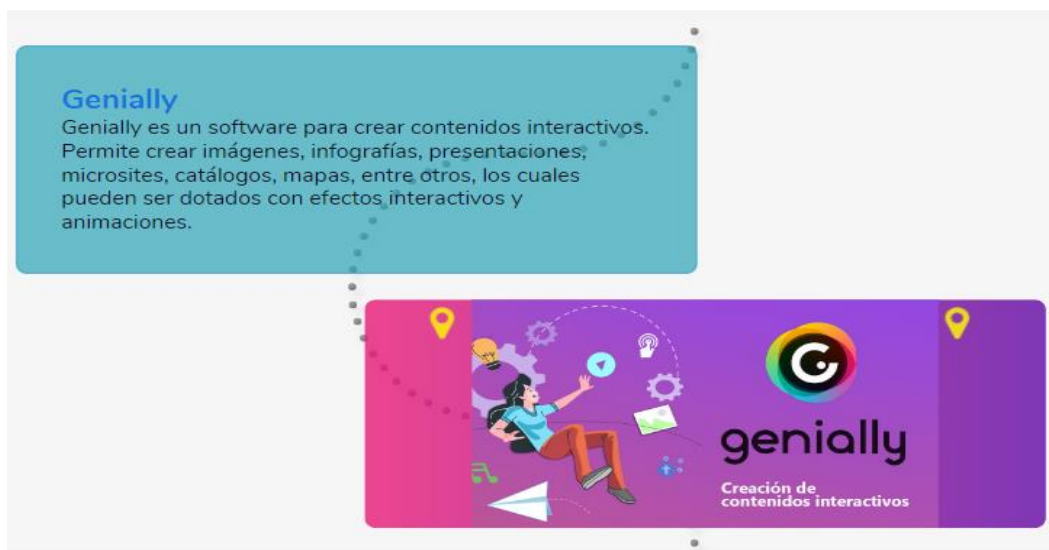 Genially
Genially es un software para crear contenidos interactivos.
Permite crear imágenes, infografías, presentaciones,
microsites, catálogos, mapas, entre otros, los cuales
pueden ser dotados con efectos interactivos y
animaciones.
genially
Creación de
contenidos interactivos